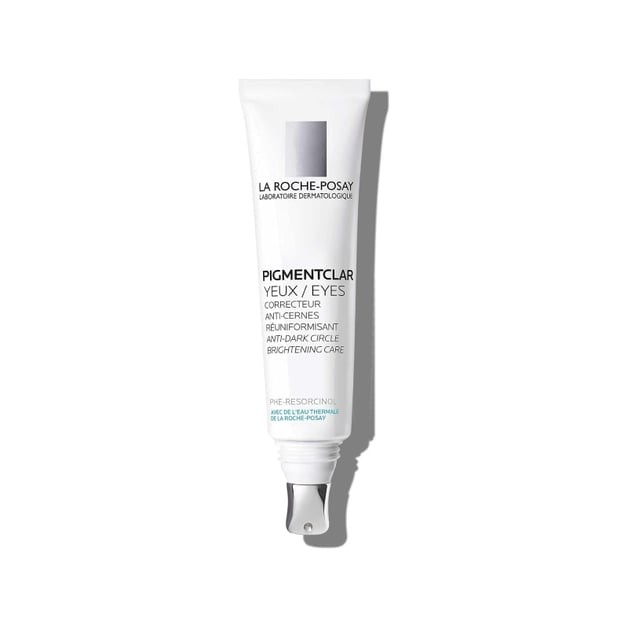 LA ROCHE-POSAY
LABORATOIRE DERMATOLOGIQUE
PIGMENTCLAR
YEUX / EYES
CORRECTEUR
ANTI-CERNES
RÉUNIFORMISANT
ANTI-DARK CIRCLE
BRIGHTENING CARE
PHE-RESORCINOL
AVEC DE L'EAU THERMALE
DE LA ROCHE-POSAY